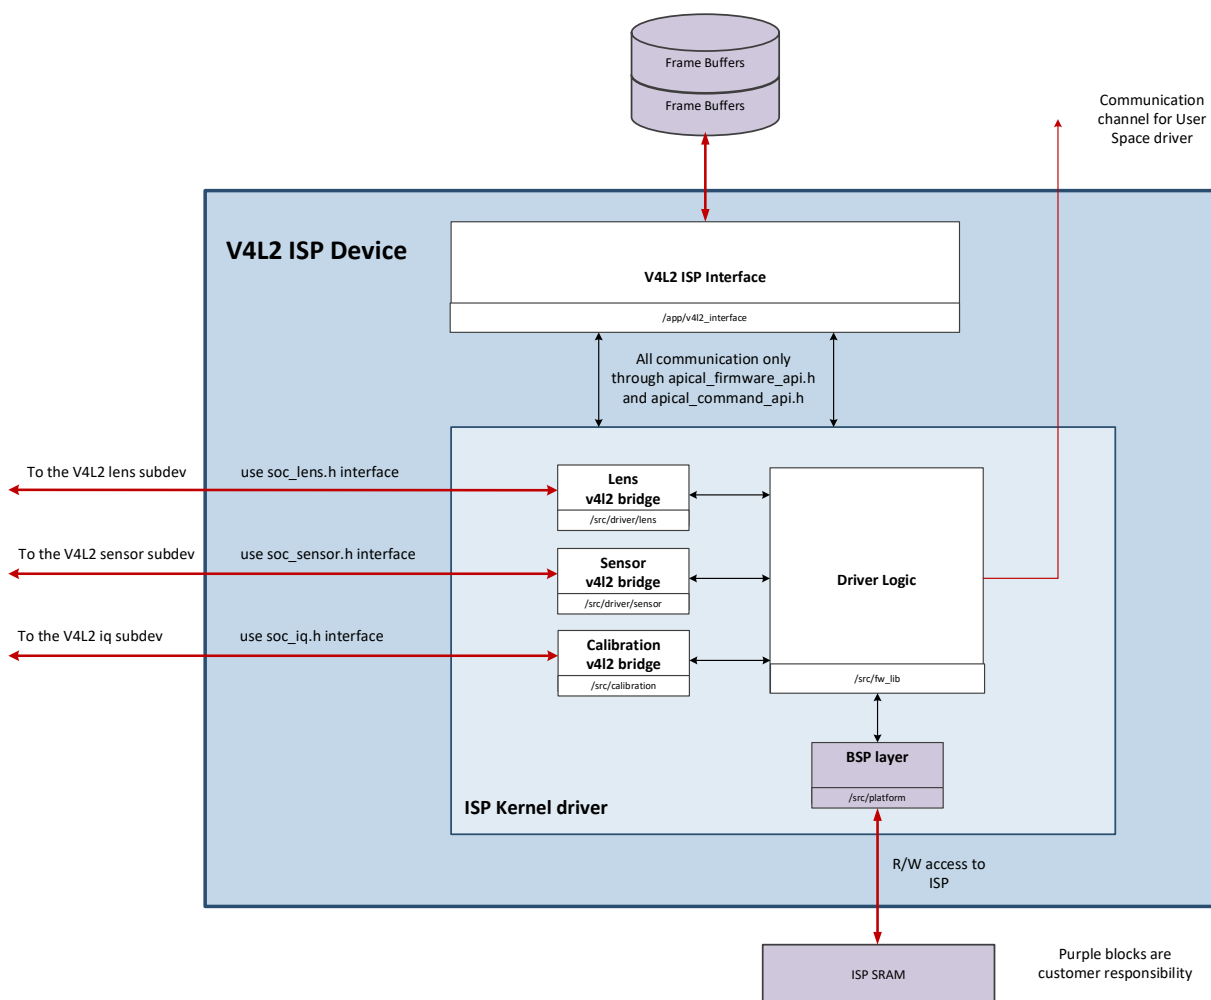 Frame Buffers
Frame Buffers
Communication
channel for User
Space driver
V4L2 ISP Device
V4L2 ISP Interface
/app/v4l2_interface
All communication only
through apical_firmware_api.h
and apical_command_api.h
To the V4L2 lens subdev
use soc_lens.h interface
Lens
v4l2 bridge
/src/driver/lens
To the V4L2 sensor subdev
use soc_sensor.h interface
Sensor
v4l2 bridge
/src/driver/sensor
Driver Logic
/src/fw_lib
To the V4L2 iq subdev
use soc_iq.h interface
Calibration
v4l2 bridge
/src/calibration
BSP layer
/src/platform
ISP Kernel driver
R/W access to
ISP
ISP SRAM
Purple blocks are
customer responsibility